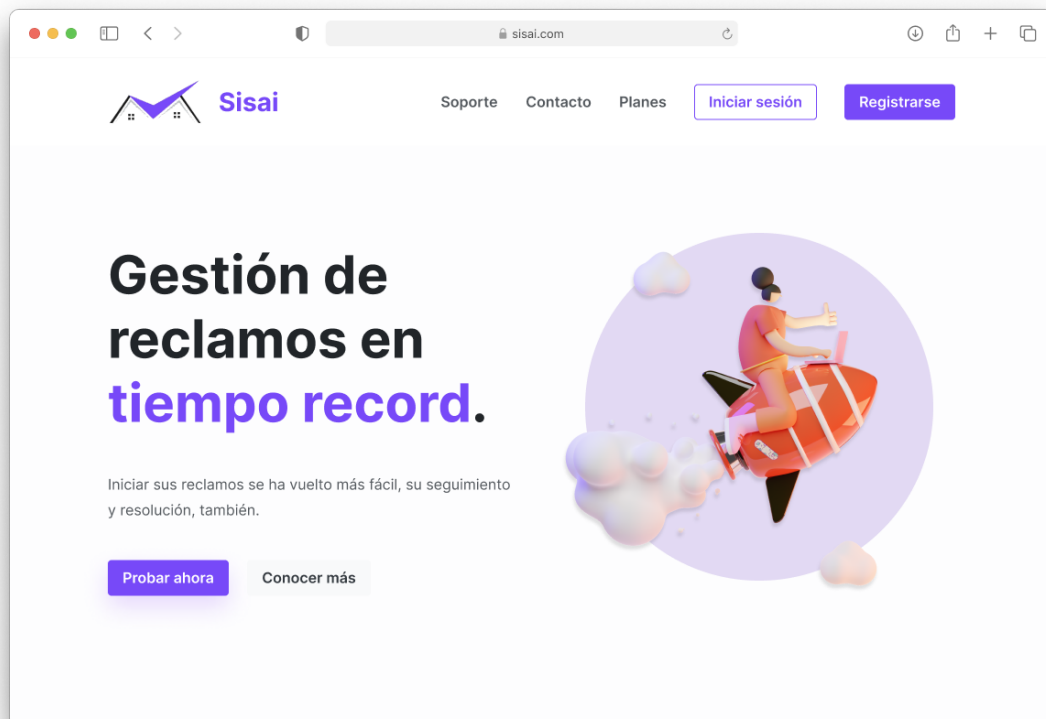 sisai.com
Sisai
Soporte
Contacto
Planes
Iniciar sesión
Registrarse
Gestión de
reclamos en
tiempo record.
Iniciar sus reclamos se ha vuelto más fácil, su seguimiento
y resolución, también.
Probar ahora
Conocer más